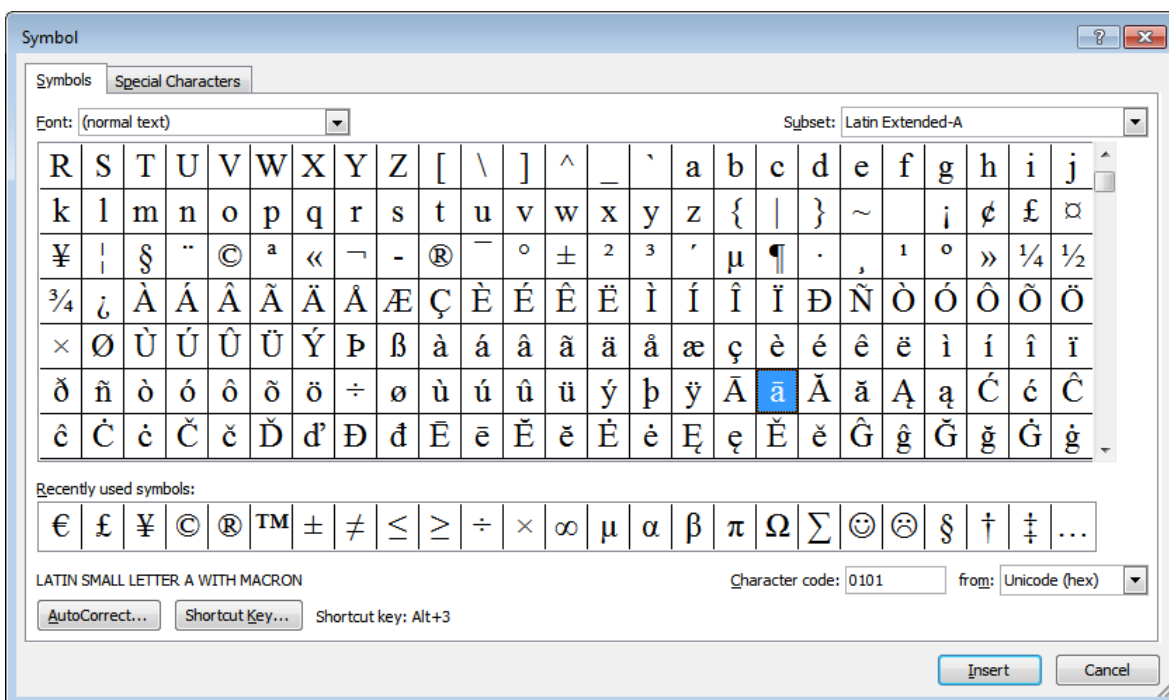 Symbol
Symbols Special Characters
Font: (normal text) Subset: Latin Extended-A
R S T U V W X Y Z [ \ ] ^ _ ` a b c d e f g h i j
k l m n o p q r s t u v w x y z { | } ~ ¡ ¢ £ ¤
¥ ¦ § ¨ © ª « ¬ - ® ¯ ° ± ² ³ ´ µ ¶ · ¸ ¹ º » ¼ ½
¾ ¿ À Á Â Ã Ä Å Æ Ç È É Ê Ë Ì Í Î Ï Ð Ñ Ò Ó Ô Õ Ö
× Ø Ù Ú Û Ü Ý Þ ß à á â ã ä å æ ç è é ê ë ì í î ï
ð ñ ò ó ô õ ö ÷ ø ù ú û ü ý þ ÿ Ā ā Ă ă Ą ą Ć ć Ĉ
ĉ Ċ ċ Č č Ď ď Đ đ Ē ē Ĕ ĕ Ė ė Ę ę Ě ě Ĝ ĝ Ğ ğ Ġ ġ
Recently used symbols:
€ £ ¥ © ® ™ ± ≠ ≤ ≥ ÷ × ∞ µ α β π Ω ∑ ☺ ☹ § † ‡ …
LATIN SMALL LETTER A WITH MACRON Character code: 0101 from: Unicode (hex)
AutoCorrect... Shortcut Key... Shortcut key: Alt+3
Insert Cancel